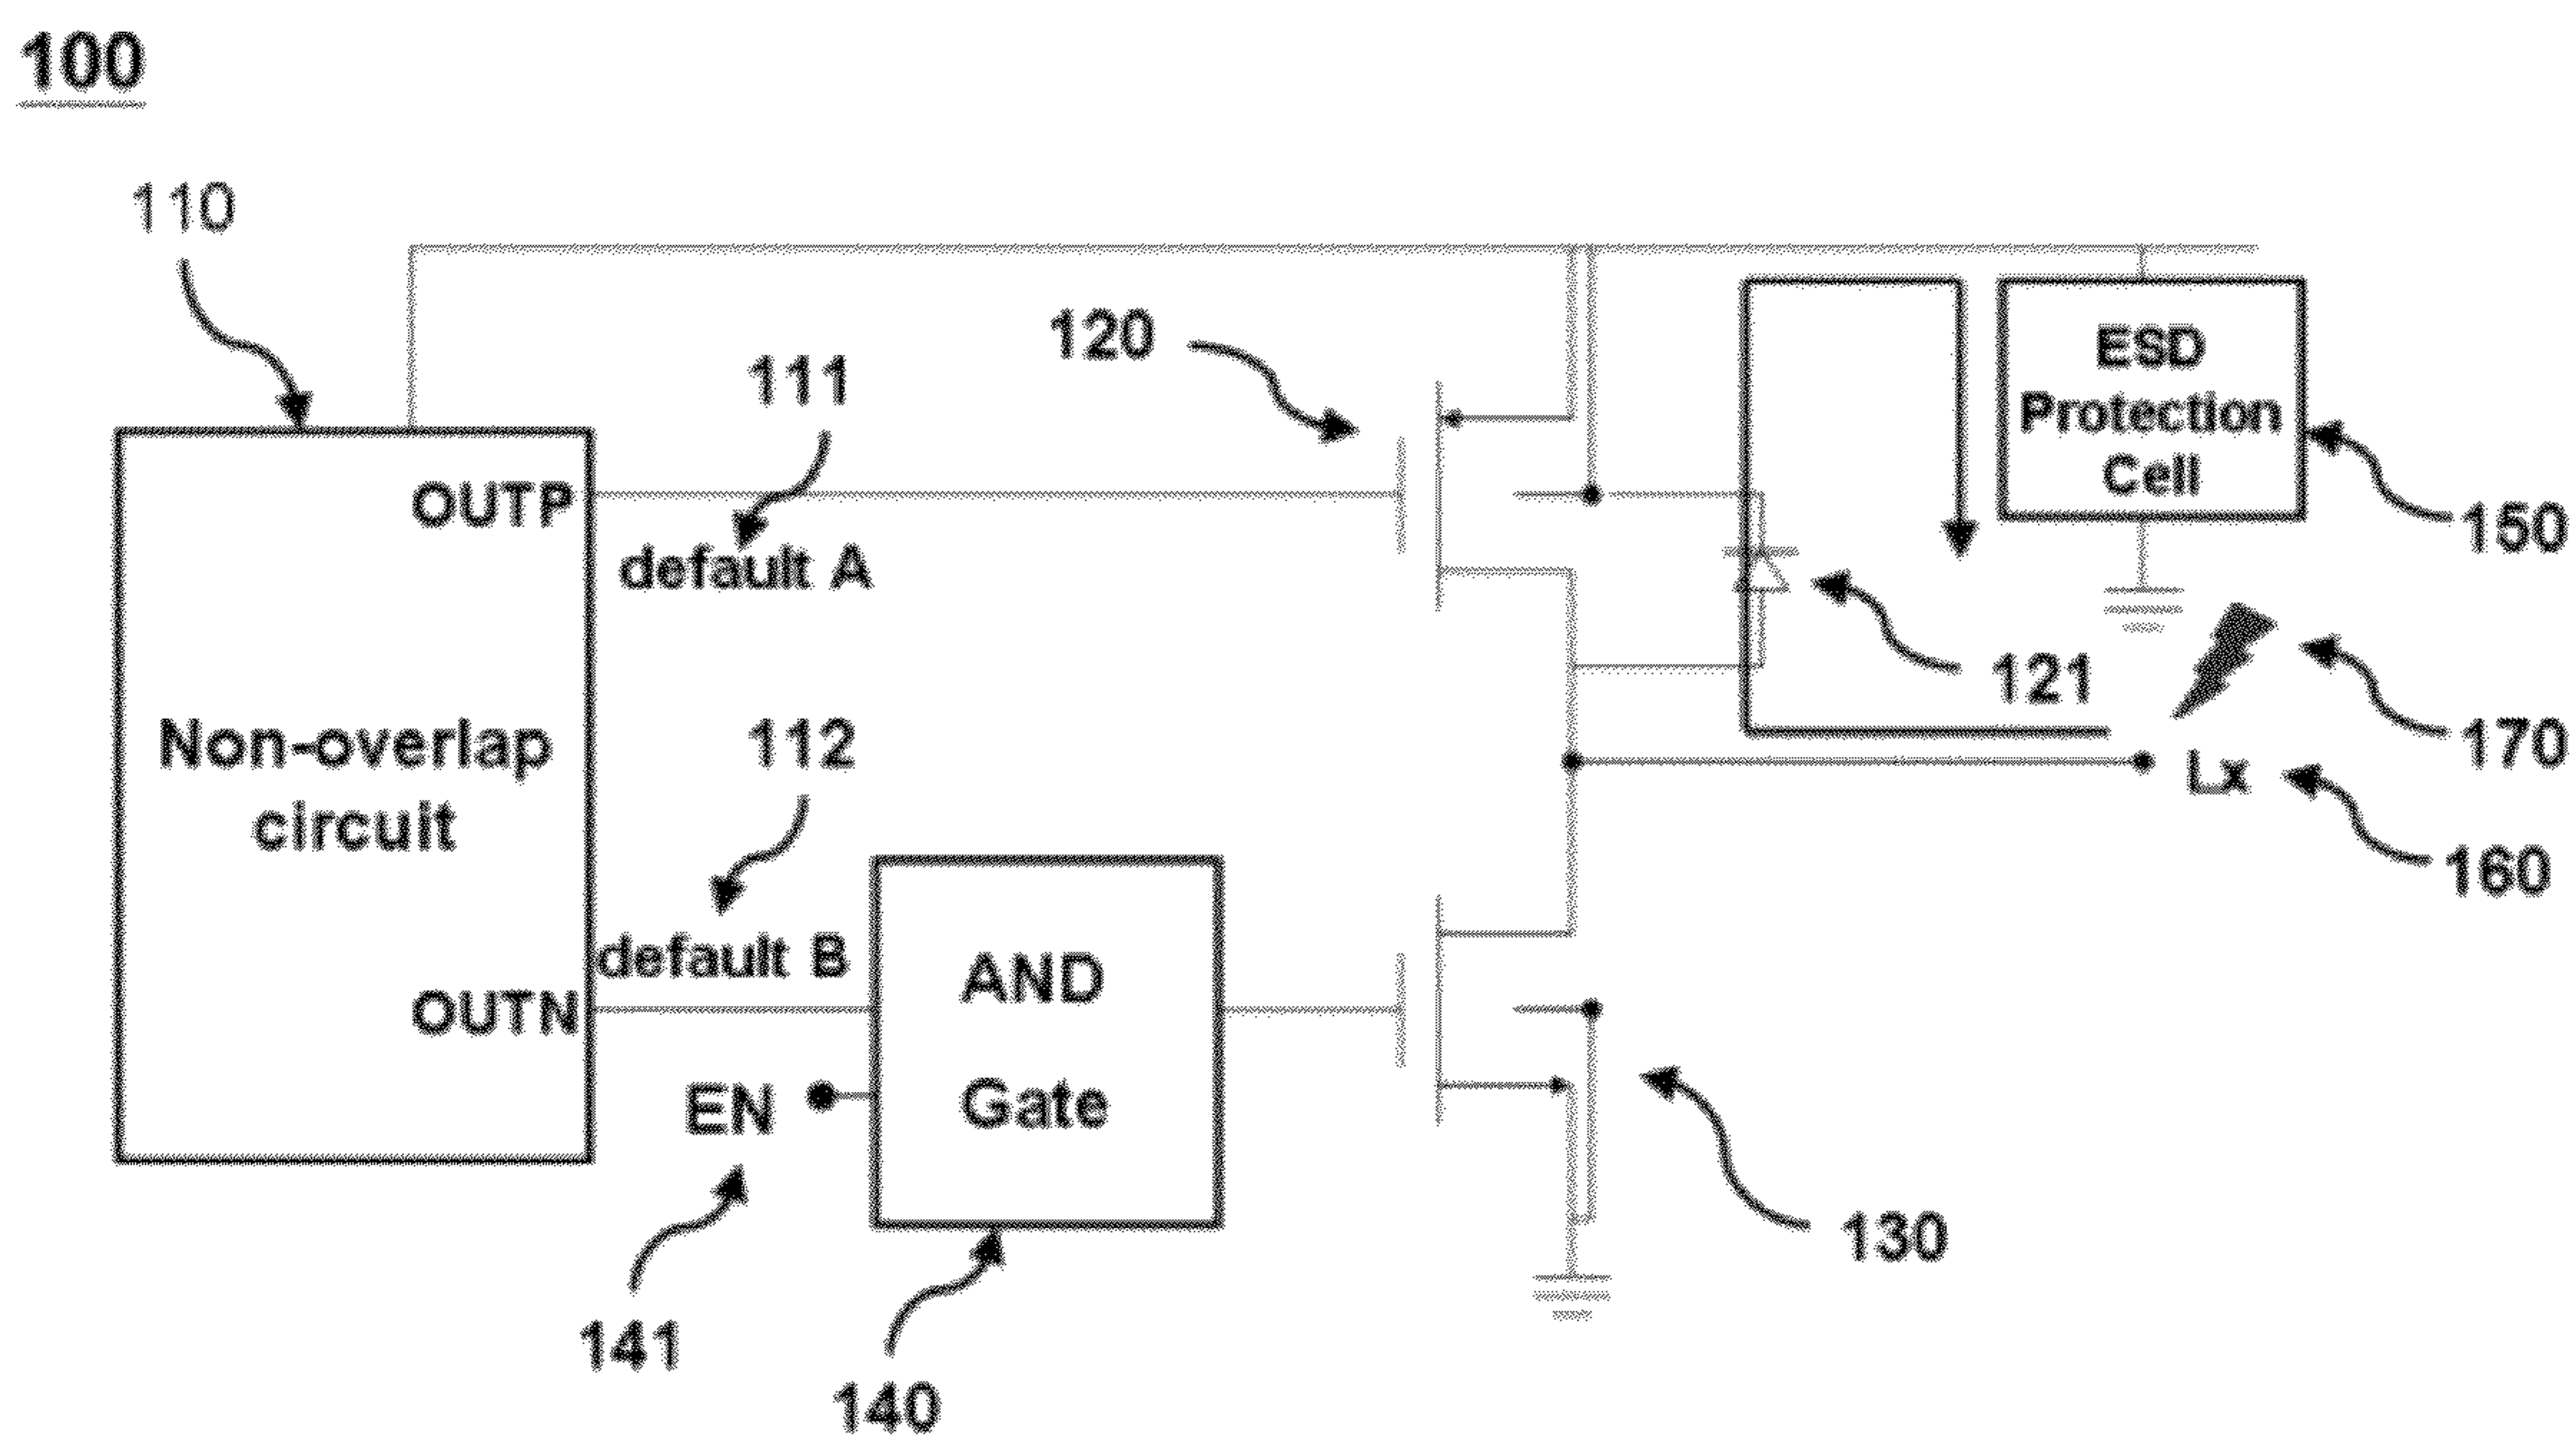 100
110
120
111
ESD
Protection
Cell
OUTP
default A
150
121
Non-overlap
circuit
112
170
Lx
160
default B
OUTN
AND
Gate
EN
130
141
140